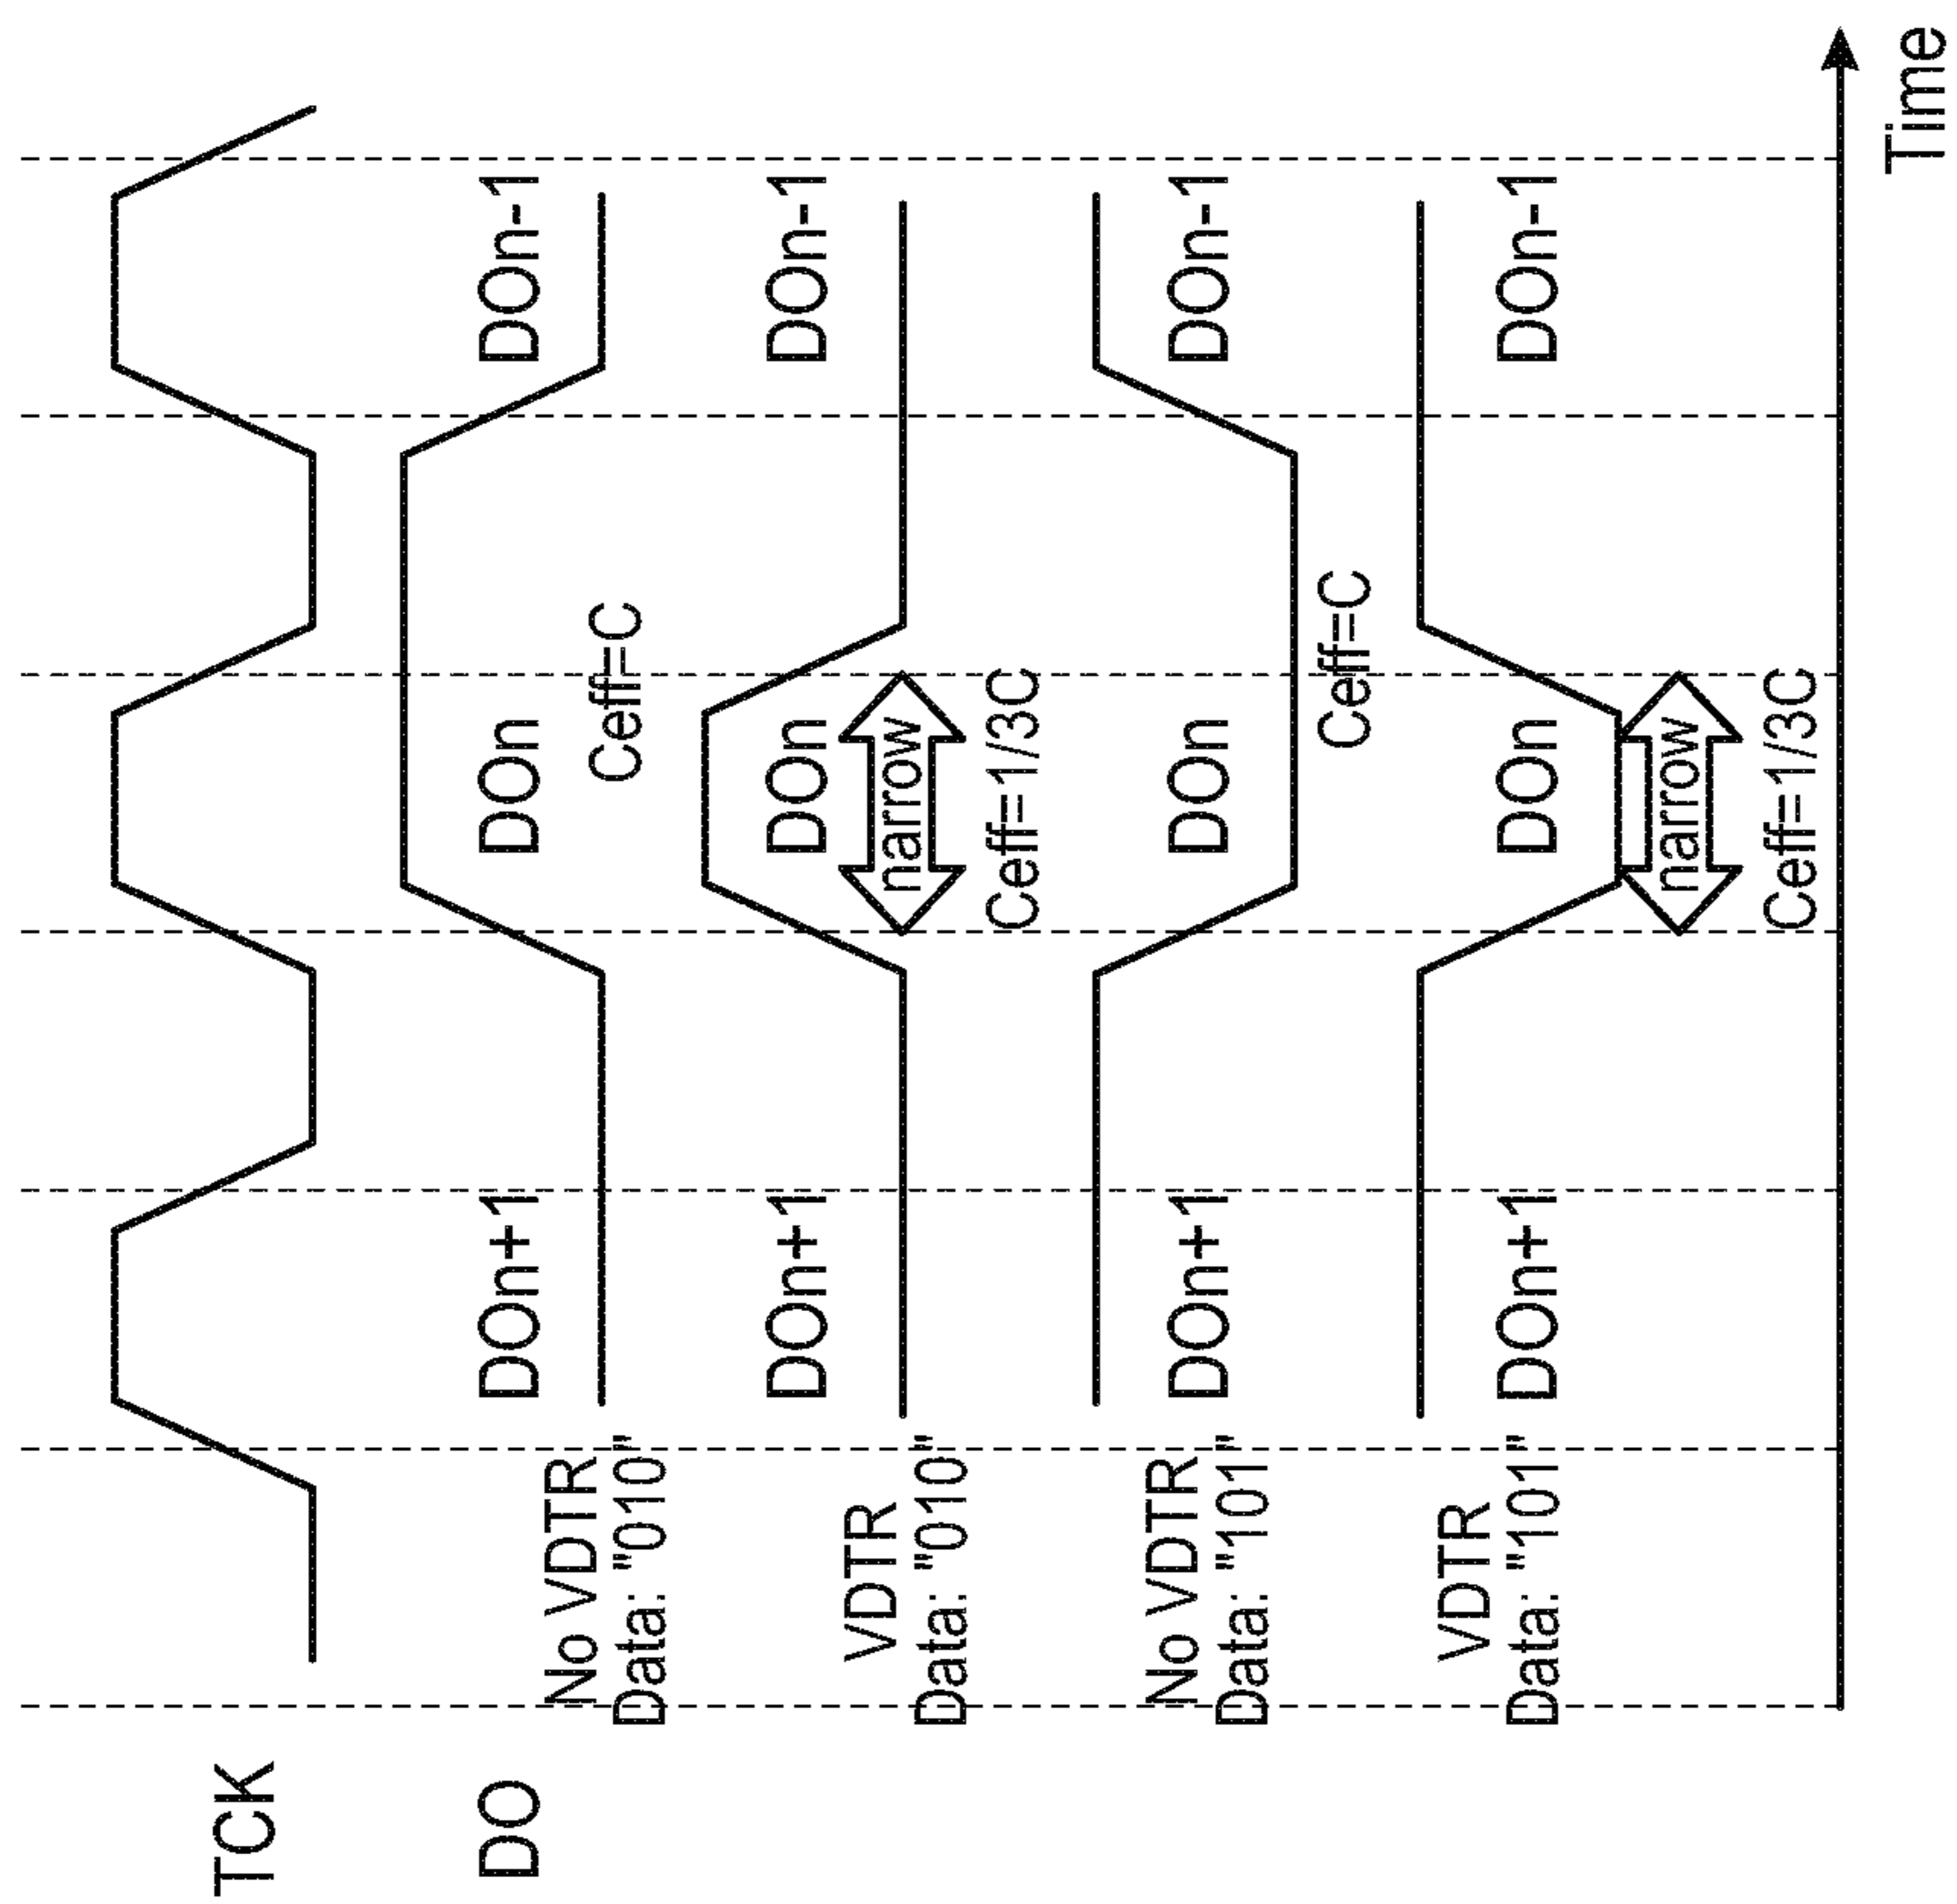 TCK
DO
No VDTR
Data: "010"
DOn+1
DOn
DOn-1
Ceff=C
VDTR
Data: "010"
DOn+1
DOn
DOn-1
narrow
Ceff=1/3C
No VDTR
Data: "101"
DOn+1
DOn
DOn-1
Ceff=C
VDTR
Data: "101"
DOn+1
DOn
DOn-1
narrow
Ceff=1/3C
Time